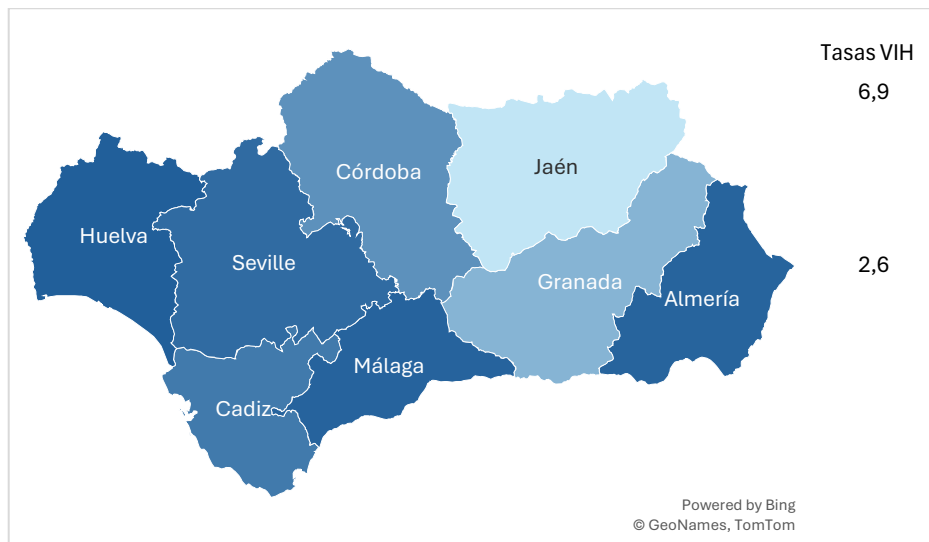 Tasas VIH
6,9
Córdoba
Jaén
Huelva
Seville
2,6
Granada
Almería
Málaga
Cadiz
Powered by Bing
© GeoNames, TomTom